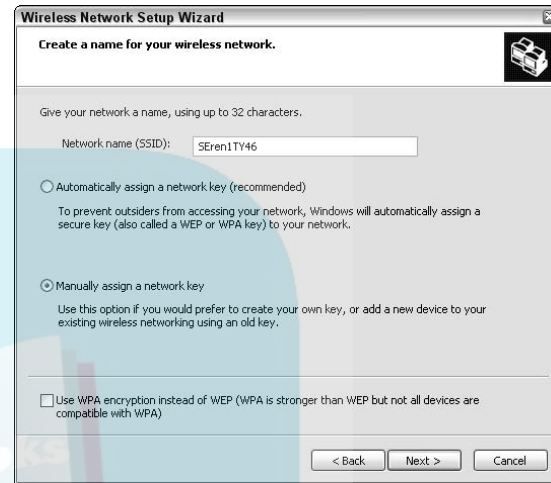 Wireless Network Setup Wizard
Create a name for your wireless network.
Give your network a name, using up to 32 characters.
Network name (SSID): SEren1TY46
Automatically assign a network key (recommended)
To prevent outsiders from accessing your network, Windows will automatically assign a
secure key (also called a WEP or WPA key) to your network.
Manually assign a network key
Use this option if you would prefer to create your own key, or add a new device to your
existing wireless networking using an old key.
Use WPA encryption instead of WEP (WPA is stronger than WEP but not all devices are
compatible with WPA)
< Back Next > Cancel